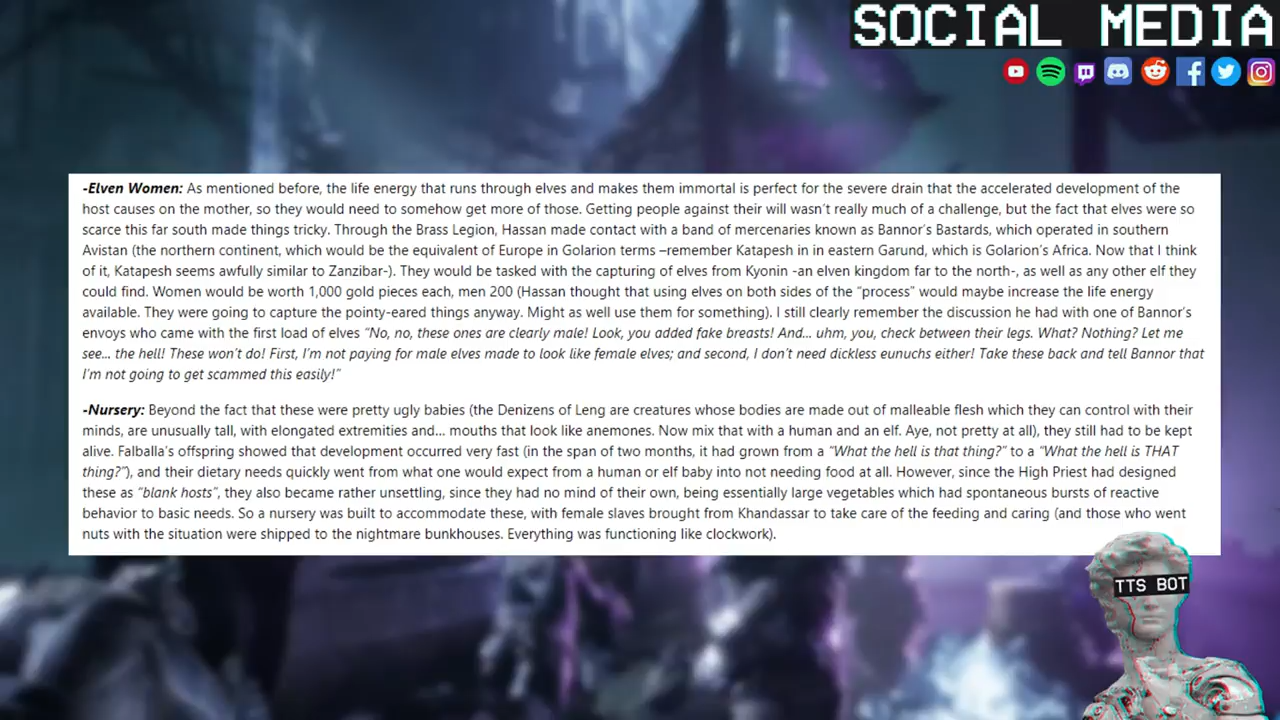 SOCIAL MEDIA
-Elven Women: As mentioned before, the life energy that runs through elves and makes them immortal is perfect for the severe drain that the accelerated development of the
host causes on the mother, so they would need to somehow get more of those. Getting people against their will wasn´t really much of a challenge, but the fact that elves were so
scarce this far south made things tricky. Through the Brass Legion, Hassan made contact with a band of mercenaries known as Bannor´s Bastards, which operated in southern
Avistan (the northern continent, which would be the equivalent of Europe in Golarion terms –remember Katapesh in in eastern Garund, which is Golarion’s Africa. Now that I think
of it, Katapesh seems awfully similar to Zanzibar-). They would be tasked with the capturing of elves from Kyonin -an elven kingdom far to the north-, as well as any other elf they
could find. Women would be worth 1,000 gold pieces each, men 200 (Hassan thought that using elves on both sides of the “process” would maybe increase the life energy
available. They were going to capture the pointy-eared things anyway. Might as well use them for something). I still clearly remember the discussion he had with one of Bannor´s
envoys who came with the first load of elves “No, no, these ones are clearly male! Look, you added fake breasts! And... uhm, you, check between their legs. What? Nothing? Let me
see... the hell! These won’t do! First, I’m not paying for male elves made to look like female elves; and second, I don’t need dickless eunuchs either! Take these back and tell Bannor that
I’m not going to get scammed this easily!”
-Nursery: Beyond the fact that these were pretty ugly babies (the Denizens of Leng are creatures whose bodies are made out of malleable flesh which they can control with their
minds, are unusually tall, with elongated extremities and... mouths that look like anemones. Now mix that with a human and an elf. Aye, not pretty at all), they still had to be kept
alive. Falballa’s offspring showed that development occurred very fast (in the span of two months, it had grown from a “What the hell is that thing?” to a “What the hell is THAT
thing?”), and their dietary needs quickly went from what one would expect from a human or elf baby into not needing food at all. However, since the High Priest had designed
these as “blank hosts”, they also became rather unsettling, since they had no mind of their own, being essentially large vegetables which had spontaneous bursts of reactive
behavior to basic needs. So a nursery was built to accommodate these, with female slaves brought from Khandassar to take care of the feeding and caring (and those who went
nuts with the situation were shipped to the nightmare bunkhouses. Everything was functioning like clockwork).
TTS BOT